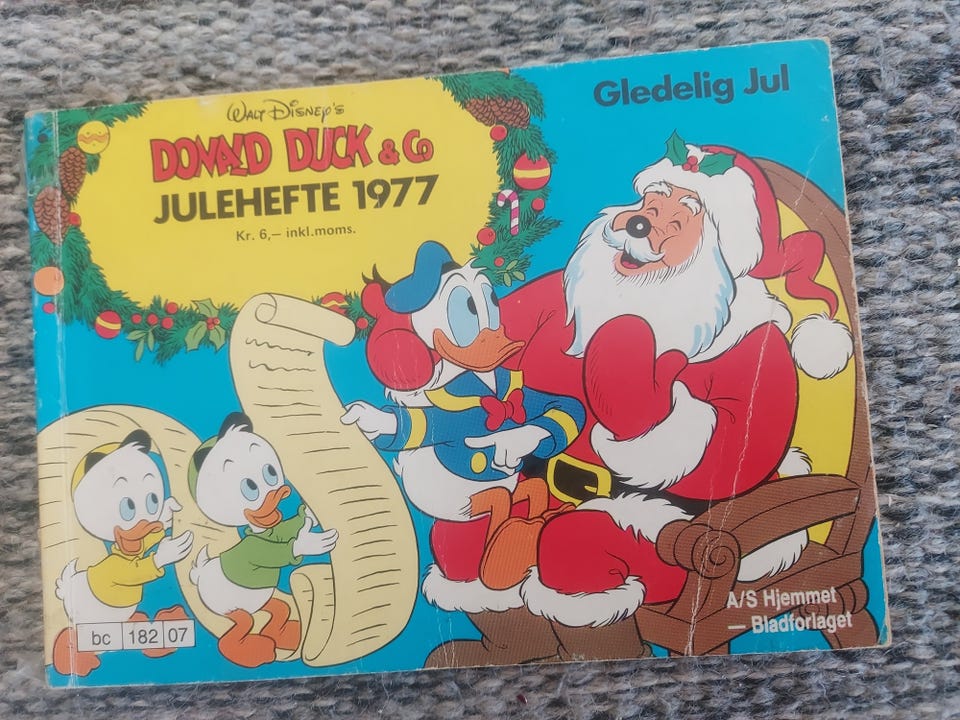 Gledelig Jul
WALT DISNEY'S
DONALD DUCK & CO
JULEHEFTE 1977
Kr. 6,– inkl.moms.
A/S Hjemmet
— Bladforlaget
bc 182 07